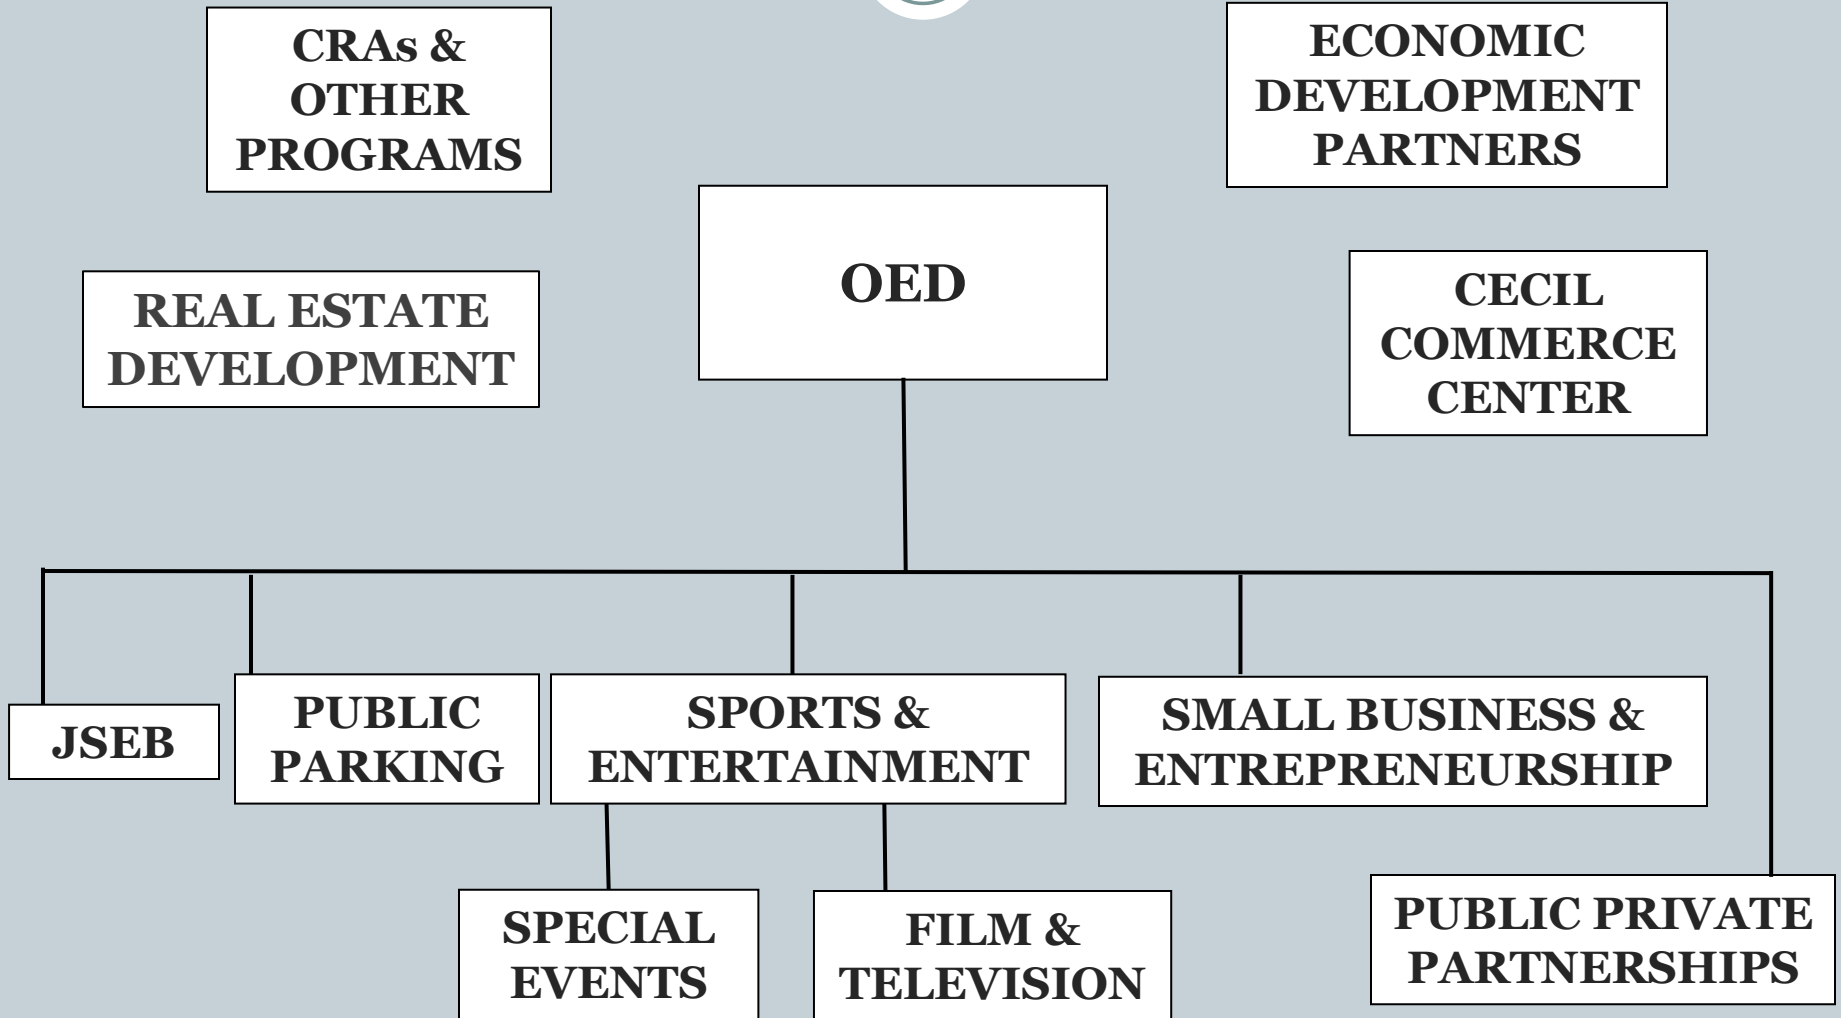 CRAs &
OTHER
PROGRAMS
ECONOMIC
DEVELOPMENT
PARTNERS
OED
REAL ESTATE
DEVELOPMENT
CECIL
COMMERCE
CENTER
JSEB
PUBLIC
PARKING
SPORTS &
ENTERTAINMENT
SMALL BUSINESS &
ENTREPRENEURSHIP
SPECIAL
EVENTS
FILM &
TELEVISION
PUBLIC PRIVATE
PARTNERSHIPS